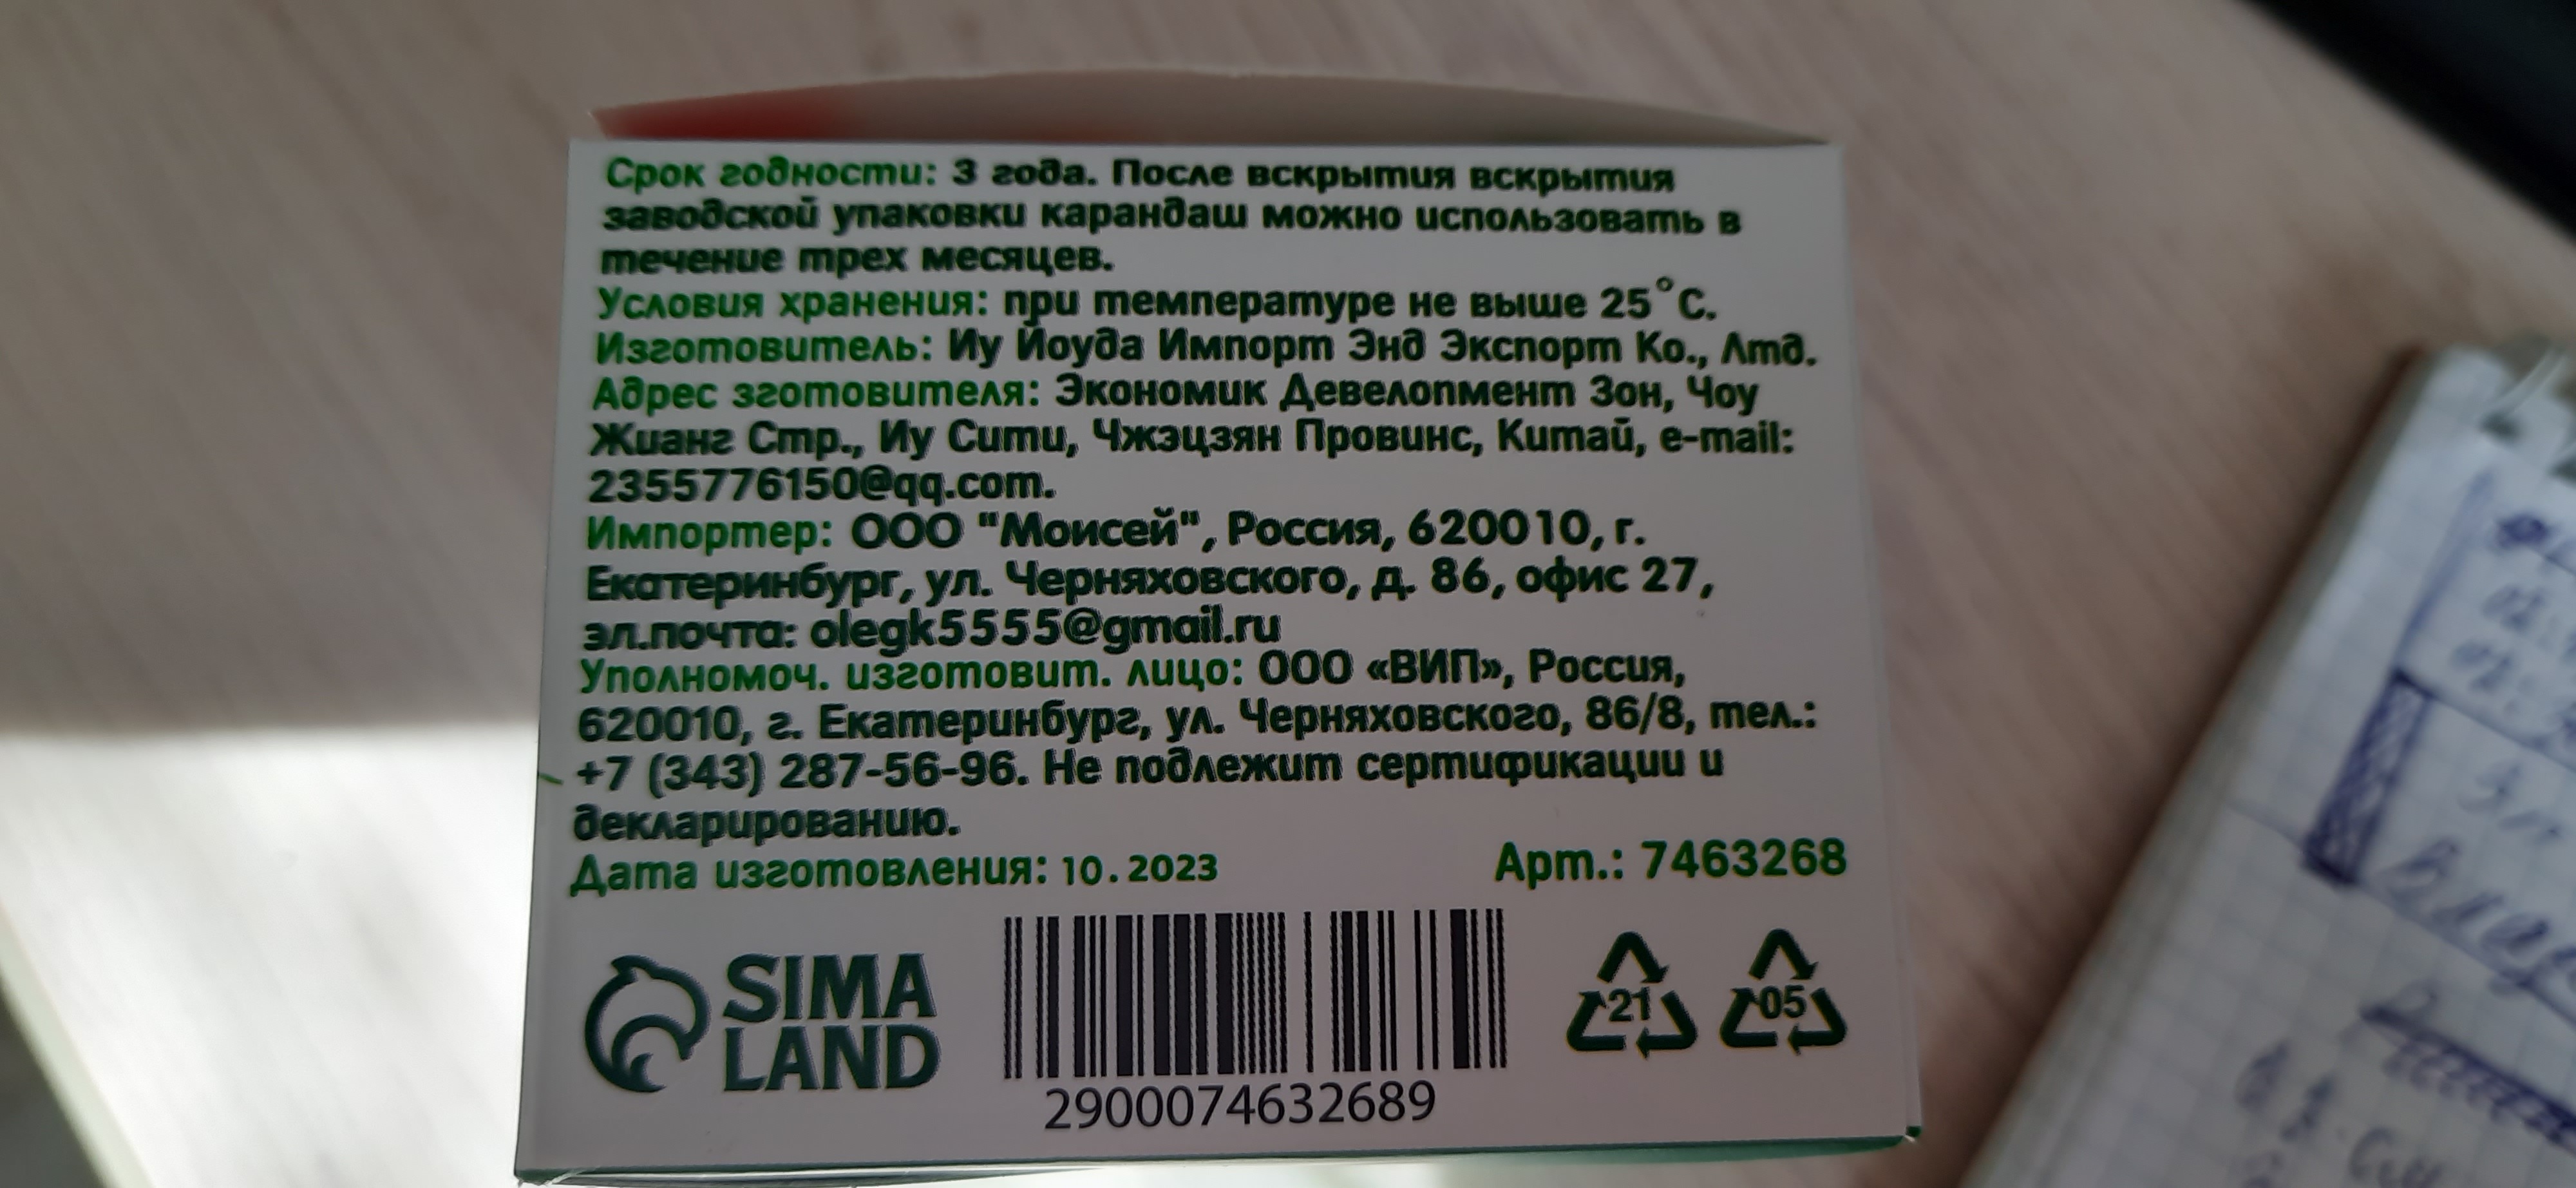 Срок годности: 3 года. После вскрытия вскрытия
заводской упаковки карандаш можно использовать в
течение трех месяцев.
Условия хранения: при температуре не выше 25°С.
Изготовитель: Иу Йоуда Импорт Энд Экспорт Ко., Лтд.
Адрес зготовителя: Экономик Девелопмент Зон, Чоу
Жианг Стр., Иу Сити, Чжэцзян Провинс, Китай, e-mail:
2355776150@qq.com.
Импортер: ООО "Моисей", Россия, 620010, г.
Екатеринбург, ул. Черняховского, д. 86, офис 27,
эл.почта: olegk5555@gmail.ru
Уполномоч. изготовит. лицо: ООО «ВИП», Россия,
620010, г. Екатеринбург, ул. Черняховского, 86/8, тел.:
+7 (343) 287-56-96. Не подлежит сертификации и
декларированию.
Дата изготовления: 10.2023 Арт.: 7463268
SIMA
LAND
2900074632689
21 05